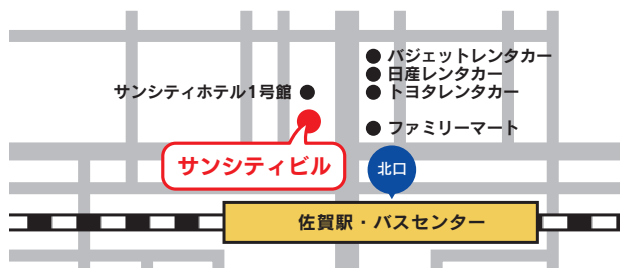 バジェットレンタカー
日産レンタカー
サンシティホテル1号館
トヨタレンタカー
ファミリーマート
サンシティビル
北口
佐賀駅・バスセンター